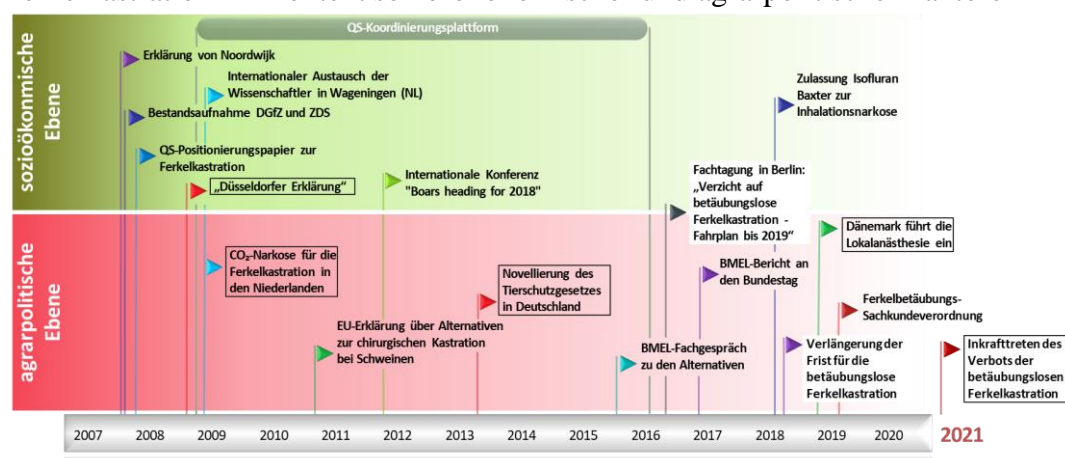 QS-Koordinierungsplattform
sozioökonmische
Ebene
Erklärung von Noordwijk
Internationaler Austausch der
Wissenschaftler in Wageningen (NL)
Bestandsaufnahme DGfZ und ZDS
QS-Positionierungspapier zur
Ferkelkastration
„Düsseldorfer Erklärung“
Internationale Konferenz
"Boars heading for 2018"
Zulassung Isofluran
Baxter zur
Inhalationsnarkose
Fachtagung in Berlin:
„Verzicht auf
betäubungslose
Ferkelkastration -
Fahrplan bis 2019“
agrarpolitische
Ebene
CO₂-Narkose für die
Ferkelkastration in
den Niederlanden
EU-Erklärung über Alternativen
zur chirurgischen Kastration
bei Schweinen
Novellierung des
Tierschutzgesetzes
in Deutschland
BMEL-Fachgespräch
zu den Alternativen
BMEL-Bericht an
den Bundestag
Dänemark führt die
Lokalanästhesie ein
Ferkelbetäubungs-
Sachkundeverordnung
Verlängerung der
Frist für die
betäubungslose
Ferkelkastration
Inkrafttreten des
Verbots der
betäubungslosen
Ferkelkastration
2007 2008 2009 2010 2011 2012 2013 2014 2015 2016 2017 2018 2019 2020 2021